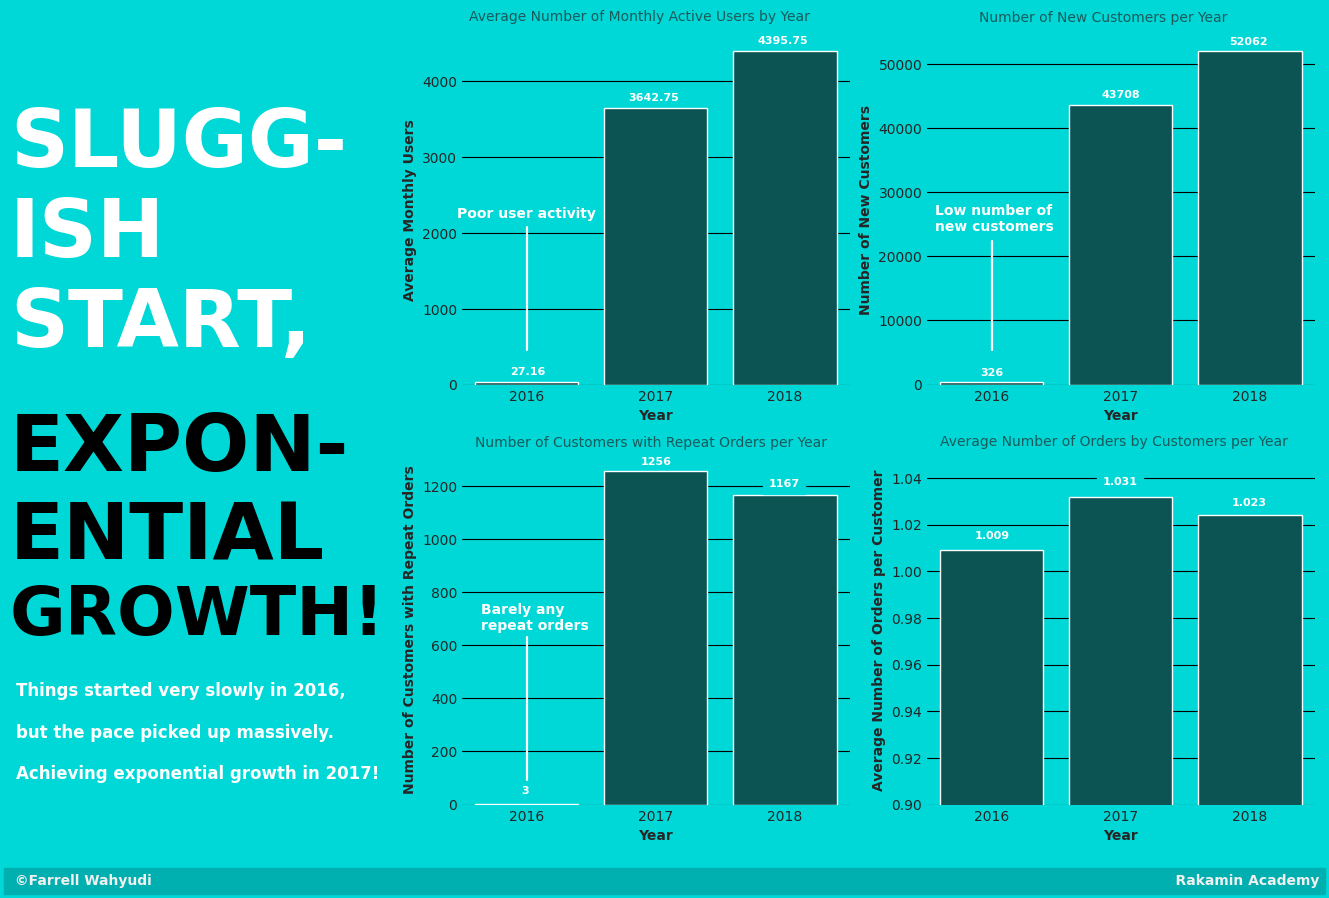 SLUGG-
ISH
START,
EXPON-
ENTIAL
GROWTH!
Things started very slowly in 2016,
but the pace picked up massively.
Achieving exponential growth in 2017!
Average Number of Monthly Active Users by Year
Average Monthly Users
4000
3000
2000
1000
0
27.16
3642.75
4395.75
Poor user activity
2016
2017
2018
Year
Number of New Customers per Year
Number of New Customers
50000
40000
30000
20000
10000
0
326
43708
52062
Low number of
new customers
2016
2017
2018
Year
Number of Customers with Repeat Orders per Year
Number of Customers with Repeat Orders
1200
1000
800
600
400
200
0
3
1256
1167
Barely any
repeat orders
2016
2017
2018
Year
Average Number of Orders by Customers per Year
Average Number of Orders per Customer
1.04
1.02
1.00
0.98
0.96
0.94
0.92
0.90
1.009
1.031
1.023
2016
2017
2018
Year
©Farrell Wahyudi
Rakamin Academy